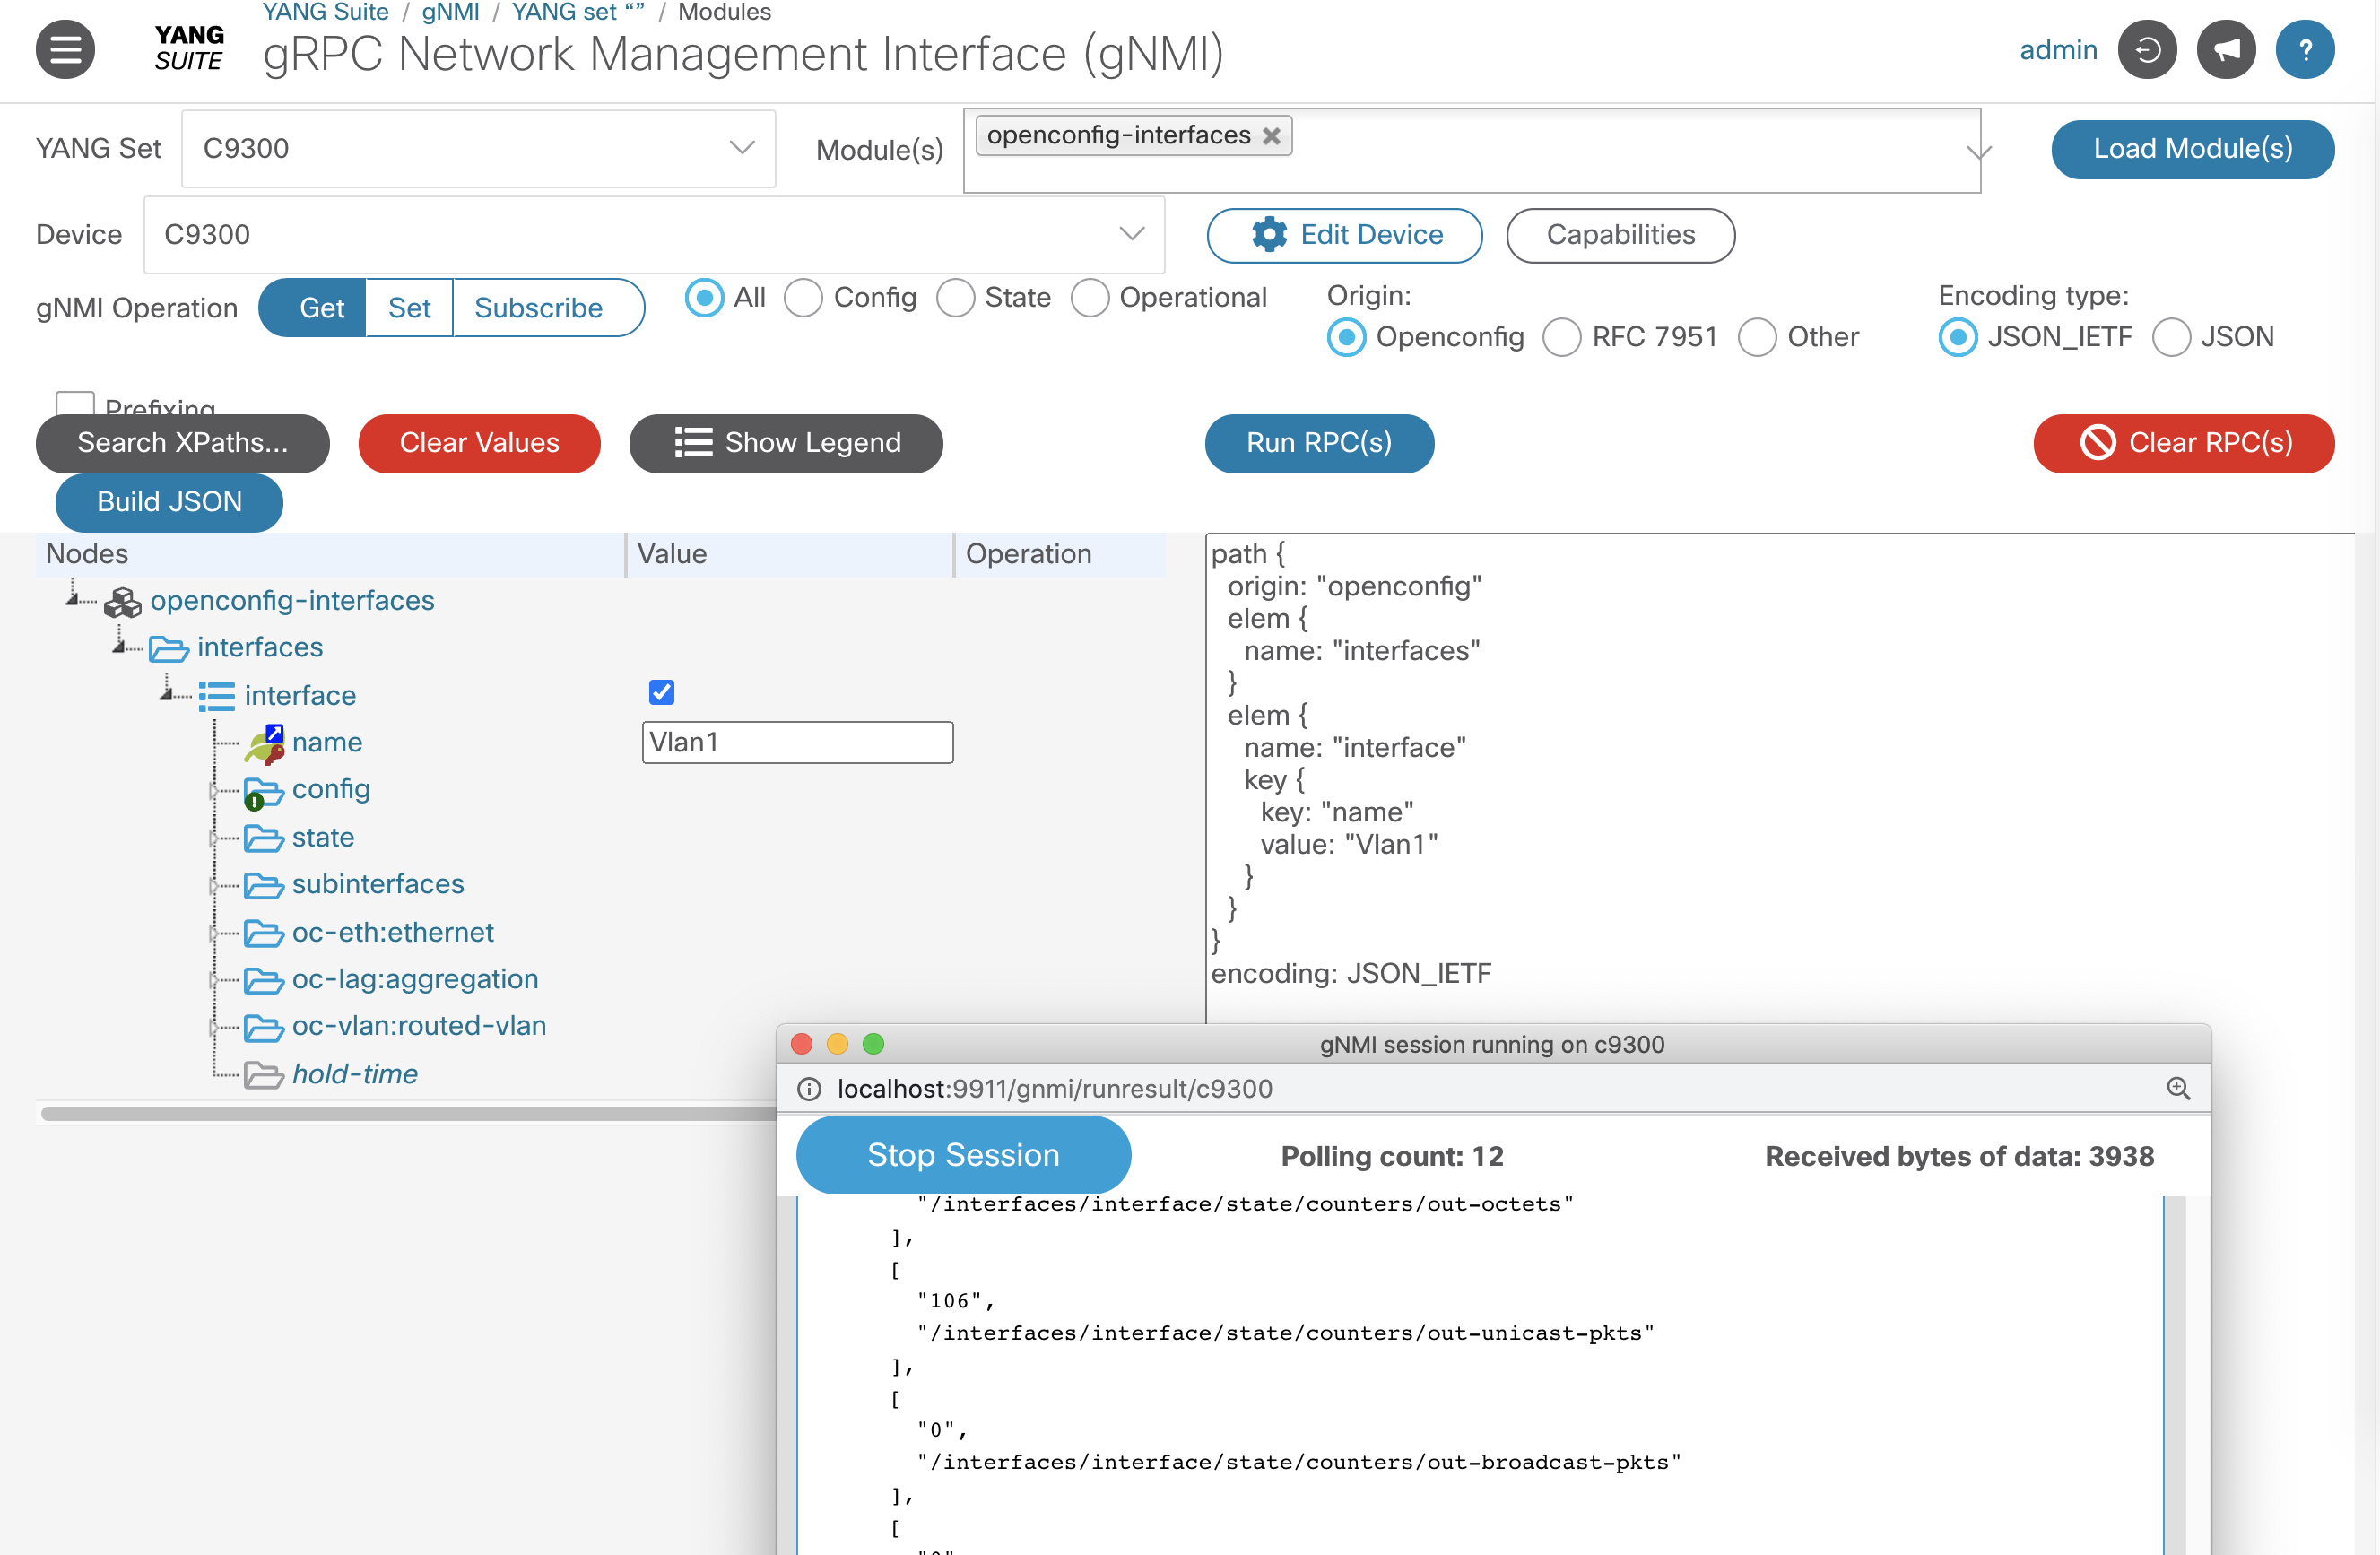 YANG Suite / gNMI / YANG set “” / Modules
YANG SUITE
gRPC Network Management Interface (gNMI)
admin
?
YANG Set C9300 Module(s) openconfig-interfaces Load Module(s)
Device C9300 Edit Device Capabilities
gNMI Operation Get Set Subscribe All Config State Operational
Origin:
Openconfig RFC 7951 Other
Encoding type:
JSON_IETF JSON
Prefixing
Search XPaths... Clear Values Show Legend Run RPC(s) Clear RPC(s)
Build JSON
Nodes Value Operation
openconfig-interfaces
interfaces
interface
name Vlan1
config
state
subinterfaces
oc-eth:ethernet
oc-lag:aggregation
oc-vlan:routed-vlan
hold-time
path {
origin: "openconfig"
elem {
name: "interfaces"
}
elem {
name: "interface"
key {
key: "name"
value: "Vlan1"
}
}
}
encoding: JSON_IETF
gNMI session running on c9300
localhost:9911/gnmi/runresult/c9300
Stop Session Polling count: 12 Received bytes of data: 3938
"/interfaces/interface/state/counters/out-octets"
],
[
"106",
"/interfaces/interface/state/counters/out-unicast-pkts"
],
[
"0",
"/interfaces/interface/state/counters/out-broadcast-pkts"
],
[